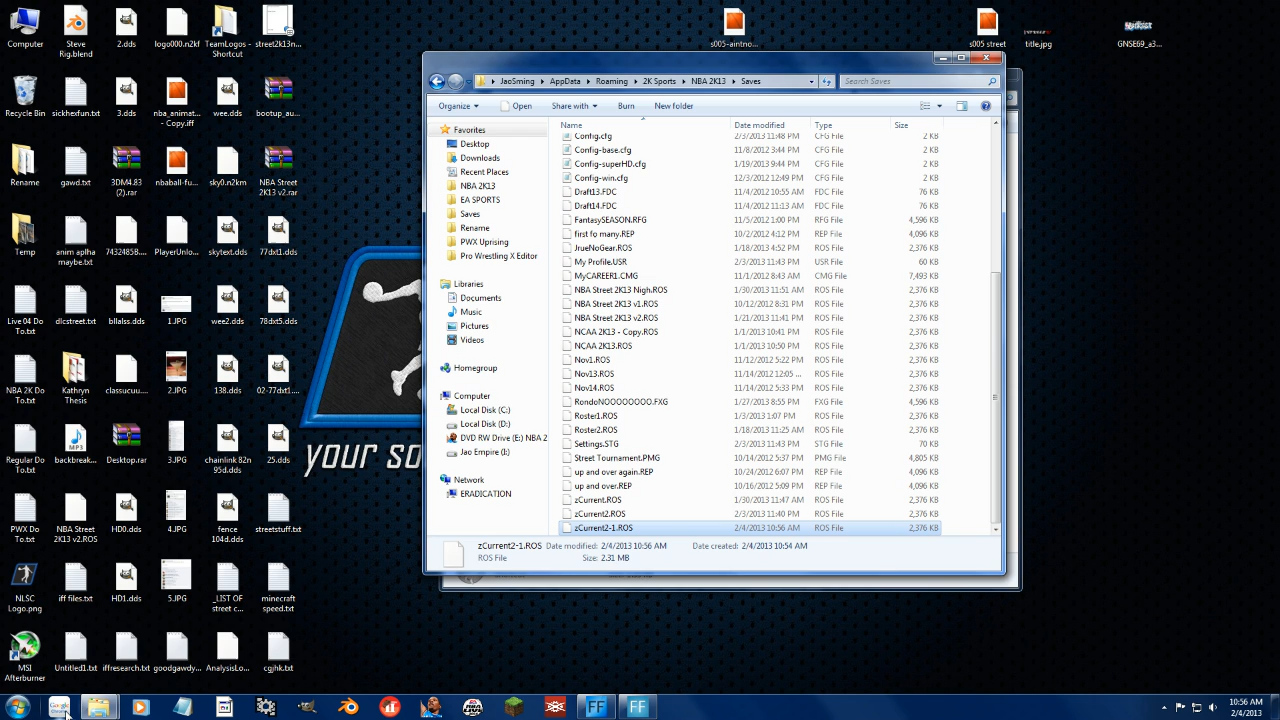 Computer
Steve Rig.blend
2.dds
logo000.n2kf
TeamLogos - Shortcut
street2k13n...
s005-aintno...
s005 street
title.jpg
GNSE69_a3...
Recycle Bin
sickhexfun.txt
3.dds
nba_animat... - Copy.iff
wee.dds
bootup_au...
Rename
gawd.txt
3DM4.83 (2).rar
nbaball-fu...
sky0.n2km
NBA Street 2K13 v2.rar
Temp
anim aplha maybe.txt
7432485B...
PlayerUnlo...
skytext.dds
77dxt1.dds
Live 04 Do To.txt
dlcstreet.txt
bllalss.dds
1.JPG
wee2.dds
78dxt5.dds
NBA 2K Do To.txt
Kathryn Thesis
classucuu...
2.JPG
138.dds
02-77dxt1...
Regular Do To.txt
backbreak...
Desktop.rar
3.JPG
chainlink 82n 95d.dds
25.dds
PWX Do To.txt
NBA Street 2K13 v2.ROS
HD0.dds
4.JPG
fence 104d.dds
streetstuff.txt
NLSC Logo.png
iff files.txt
HD1.dds
5.JPG
_LIST OF street c...
minecraft speed.txt
MSI Afterburner
Untitled1.txt
iffresearch.txt
goodgawdy...
AnalysisLo...
cgjhk.txt
your so
JaoSming
AppData
Roaming
2K Sports
NBA 2K13
Saves
Search Saves
Organize
Open
Share with
Burn
New folder
Favorites
Desktop
Downloads
Recent Places
NBA 2K13
EA SPORTS
Saves
Rename
PWX Uprising
Pro Wrestling X Editor
Libraries
Documents
Music
Pictures
Videos
Homegroup
Computer
Local Disk (C:)
Local Disk (D:)
DVD RW Drive (E:) NBA 2
Jao Empire (I:)
Network
ERADICATION
Name Date modified Type Size
Config.cfg 2/3/2013 11:48 PM CFG File 2 KB
Config-base.cfg 11/8/2012 3:44 PM CFG File 2 KB
Config-superHD.cfg 1/19/2013 9:44 PM CFG File 2 KB
Config-win.cfg 12/3/2012 12:49 PM CFG File 2 KB
Draft13.FDC 11/4/2012 10:55 AM FDC File 76 KB
Draft14.FDC 11/4/2012 11:13 AM FDC File 76 KB
FantasySEASON.RFG 11/5/2012 1:00 PM RFG File 4,596 KB
first fo many.REP 10/2/2012 4:12 PM REP File 4,096 KB
JrueNoGear.ROS 1/18/2013 4:52 PM ROS File 2,376 KB
My Profile.USR 2/3/2013 11:43 PM USR File 60 KB
MyCAREER1.CMG 11/1/2012 8:43 AM CMG File 7,493 KB
NBA Street 2K13 Nigh.ROS 1/30/2013 11:51 AM ROS File 2,376 KB
NBA Street 2K13 v1.ROS 10/12/2012 8:31 PM ROS File 2,376 KB
NBA Street 2K13 v2.ROS 1/21/2013 11:41 PM ROS File 2,376 KB
NCAA 2K13 - Copy.ROS 1/1/2013 10:41 PM ROS File 2,376 KB
NCAA 2K13.ROS 1/1/2013 10:50 PM ROS File 2,376 KB
Nov1.ROS 11/12/2012 5:22 PM ROS File 2,376 KB
Nov13.ROS 11/14/2012 12:05 ... ROS File 2,376 KB
Nov14.ROS 11/14/2012 5:33 PM ROS File 2,376 KB
RondoNOOOOOOOO.FXG 1/27/2013 8:55 PM FXG File 4,596 KB
Roster1.ROS 1/3/2013 1:07 PM ROS File 2,376 KB
Roster2.ROS 1/18/2013 11:25 AM ROS File 2,376 KB
Settings.STG 2/3/2013 11:43 PM STG File 70 KB
Street Tournament.PMG 10/14/2012 5:37 PM PMG File 4,805 KB
up and over again.REP 10/24/2012 6:07 PM REP File 4,096 KB
up and over.REP 10/16/2012 5:09 PM REP File 4,096 KB
zCurrent.ROS 1/30/2013 11:47 AM ROS File 2,376 KB
zCurrent2.ROS 2/3/2013 11:40 PM ROS File 2,376 KB
zCurrent2-1.ROS 2/4/2013 10:56 AM ROS File 2,376 KB
zCurrent2-1.ROS Date modified: 2/4/2013 10:56 AM Date created: 2/4/2013 10:54 AM
ROS File Size: 2.31 MB
Google
FF
FF
10:56 AM
2/4/2013